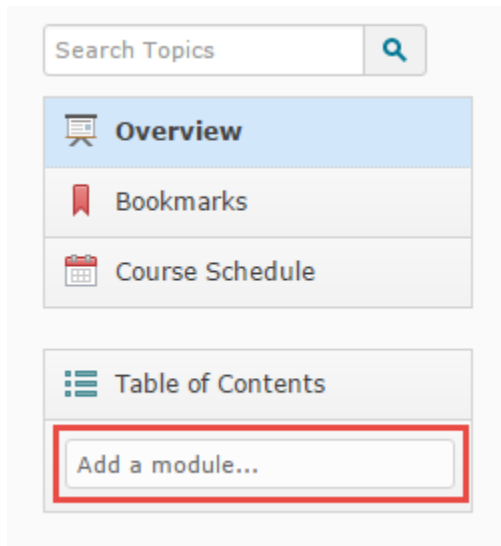 Search Topics
Overview
Bookmarks
Course Schedule
Table of Contents
Add a module...